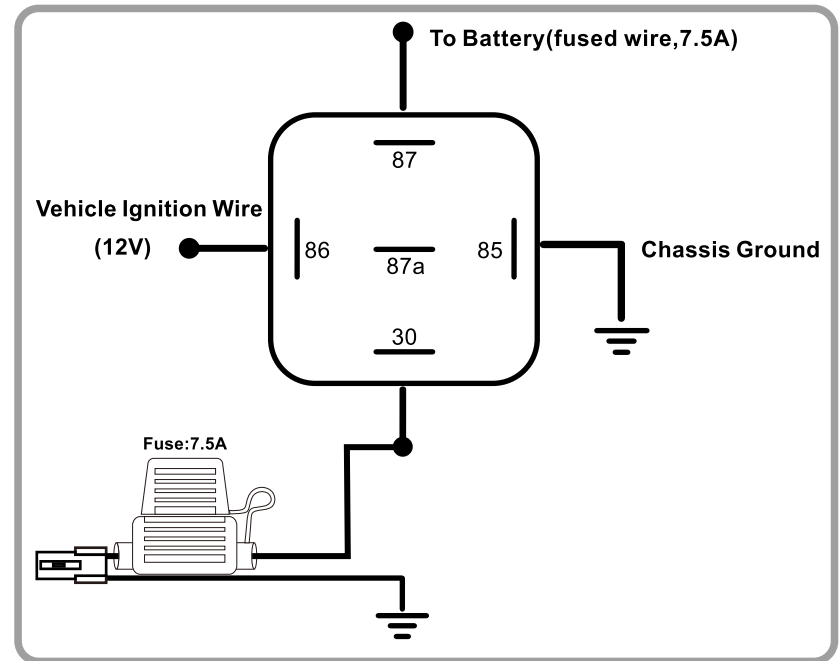 To Battery(fused wire,7.5A)
87
Vehicle Ignition Wire
(12V)
86
87a
85
Chassis Ground
30
Fuse:7.5A